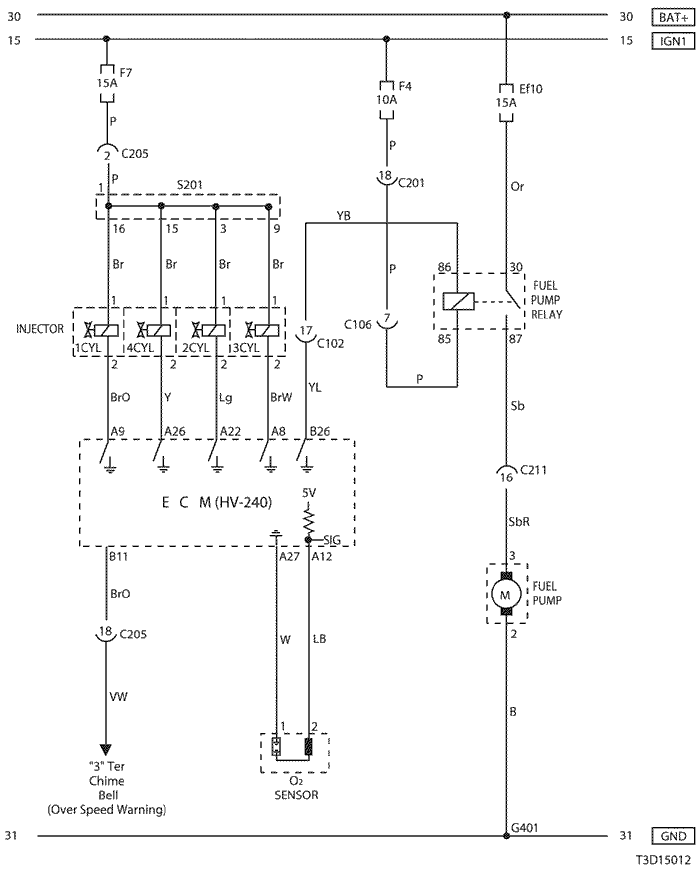 30 30 BAT+
15 15 IGN1
F7
15A
F4
10A
Ef10
15A
P
P
2 C205
18 C201
P
1
S201
Or
YB
16 15 3 9
Br Br Br Br
P
86 30
FUEL
PUMP
RELAY
1 1 1 1
INJECTOR
1CYL 4CYL 2CYL 3CYL
17 C102
C106 7
85 87
2 2 2 2
P
BrO Y Lg BrW YL
Sb
A9 A26 A22 A8 B26
C211
16
E C M (HV-240)
5V
SIG
SbR
B11 A27 A12
3
BrO
M
FUEL
PUMP
18 C205
2
W LB
VW
B
1 2
"3" Ter
Chime
Bell
(Over Speed Warning)
O2
SENSOR
G401
31 31 GND
T3D15012